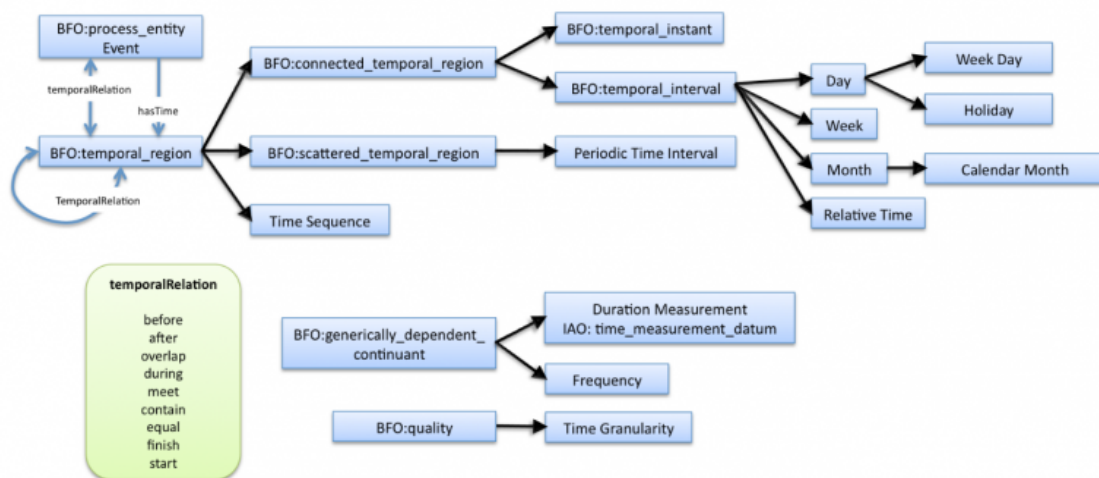 BFO:process_entity
Event
temporalRelation
hasTime
BFO:temporal_region
TemporalRelation
BFO:connected_temporal_region
BFO:scattered_temporal_region
Time Sequence
BFO:temporal_instant
BFO:temporal_interval
Periodic Time Interval
Day
Week
Month
Relative Time
Week Day
Holiday
Calendar Month
temporalRelation
before
after
overlap
during
meet
contain
equal
finish
start
BFO:generically_dependent_
continuant
Duration Measurement
IAO: time_measurement_datum
Frequency
BFO:quality
Time Granularity